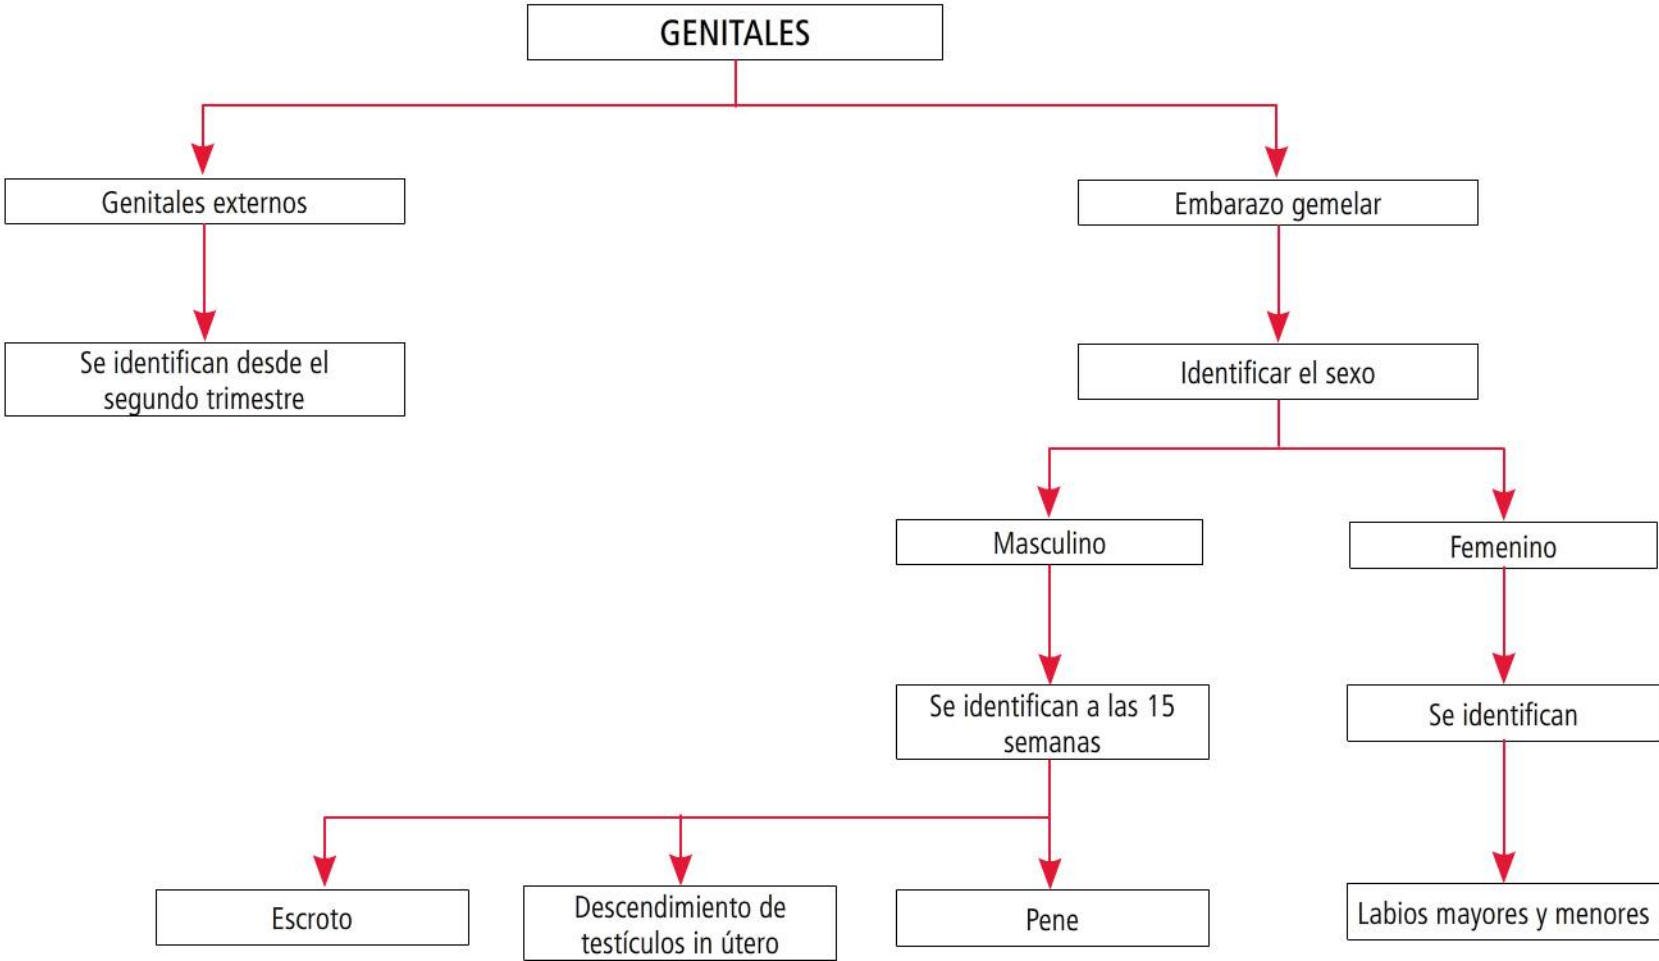 GENITALES
Genitales externos
Embarazo gemelar
Se identifican desde el
segundo trimestre
Identificar el sexo
Masculino
Femenino
Se identifican a las 15
semanas
Se identifican
Escroto
Descendimiento de
testículos in útero
Pene
Labios mayores y menores